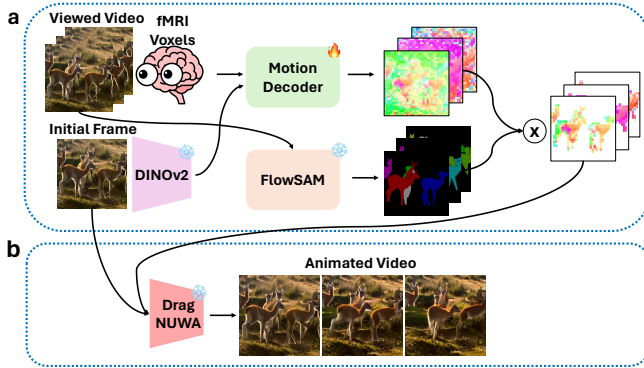 a
Viewed Video
fMRI
Voxels
Motion
Decoder
Initial Frame
DINOv2
FlowSAM
X
b
Animated Video
Drag
NUWA